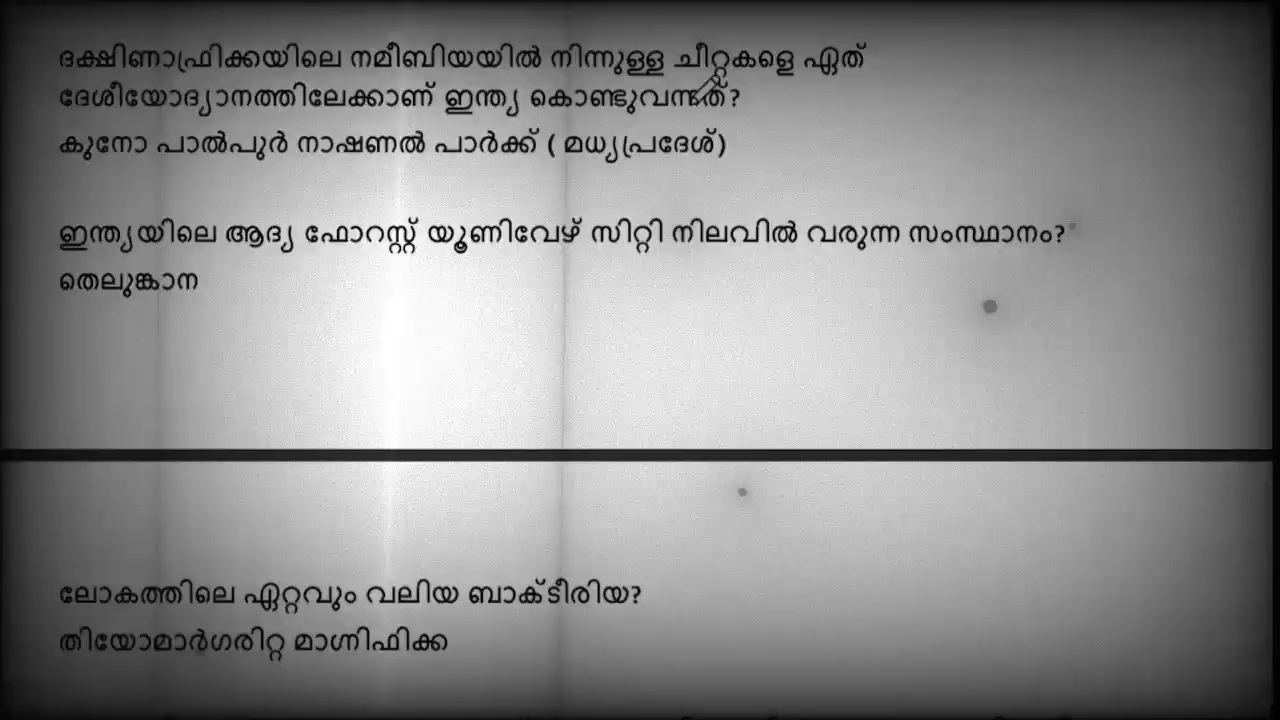 ദക്ഷിണാഫ്രിക്കയിലെ നമീബിയയിൽ നിന്നുള്ള ചീറ്റകളെ ഏത്
ദേശീയോദ്യാനത്തിലേക്കാണ് ഇന്ത്യ കൊണ്ടുവന്നത്?
കുനോ പാൽപുർ നാഷണൽ പാർക്ക് ( മധ്യപ്രദേശ്)
ഇന്ത്യയിലെ ആദ്യ ഫോറസ്റ്റ് യൂണിവേഴ് സിറ്റി നിലവിൽ വരുന്ന സംസ്ഥാനം?
തെലുങ്കാന
ലോകത്തിലെ ഏറ്റവും വലിയ ബാക്ടീരിയ?
തിയോമാർഗരിറ്റ മാഗ്നിഫിക്ക